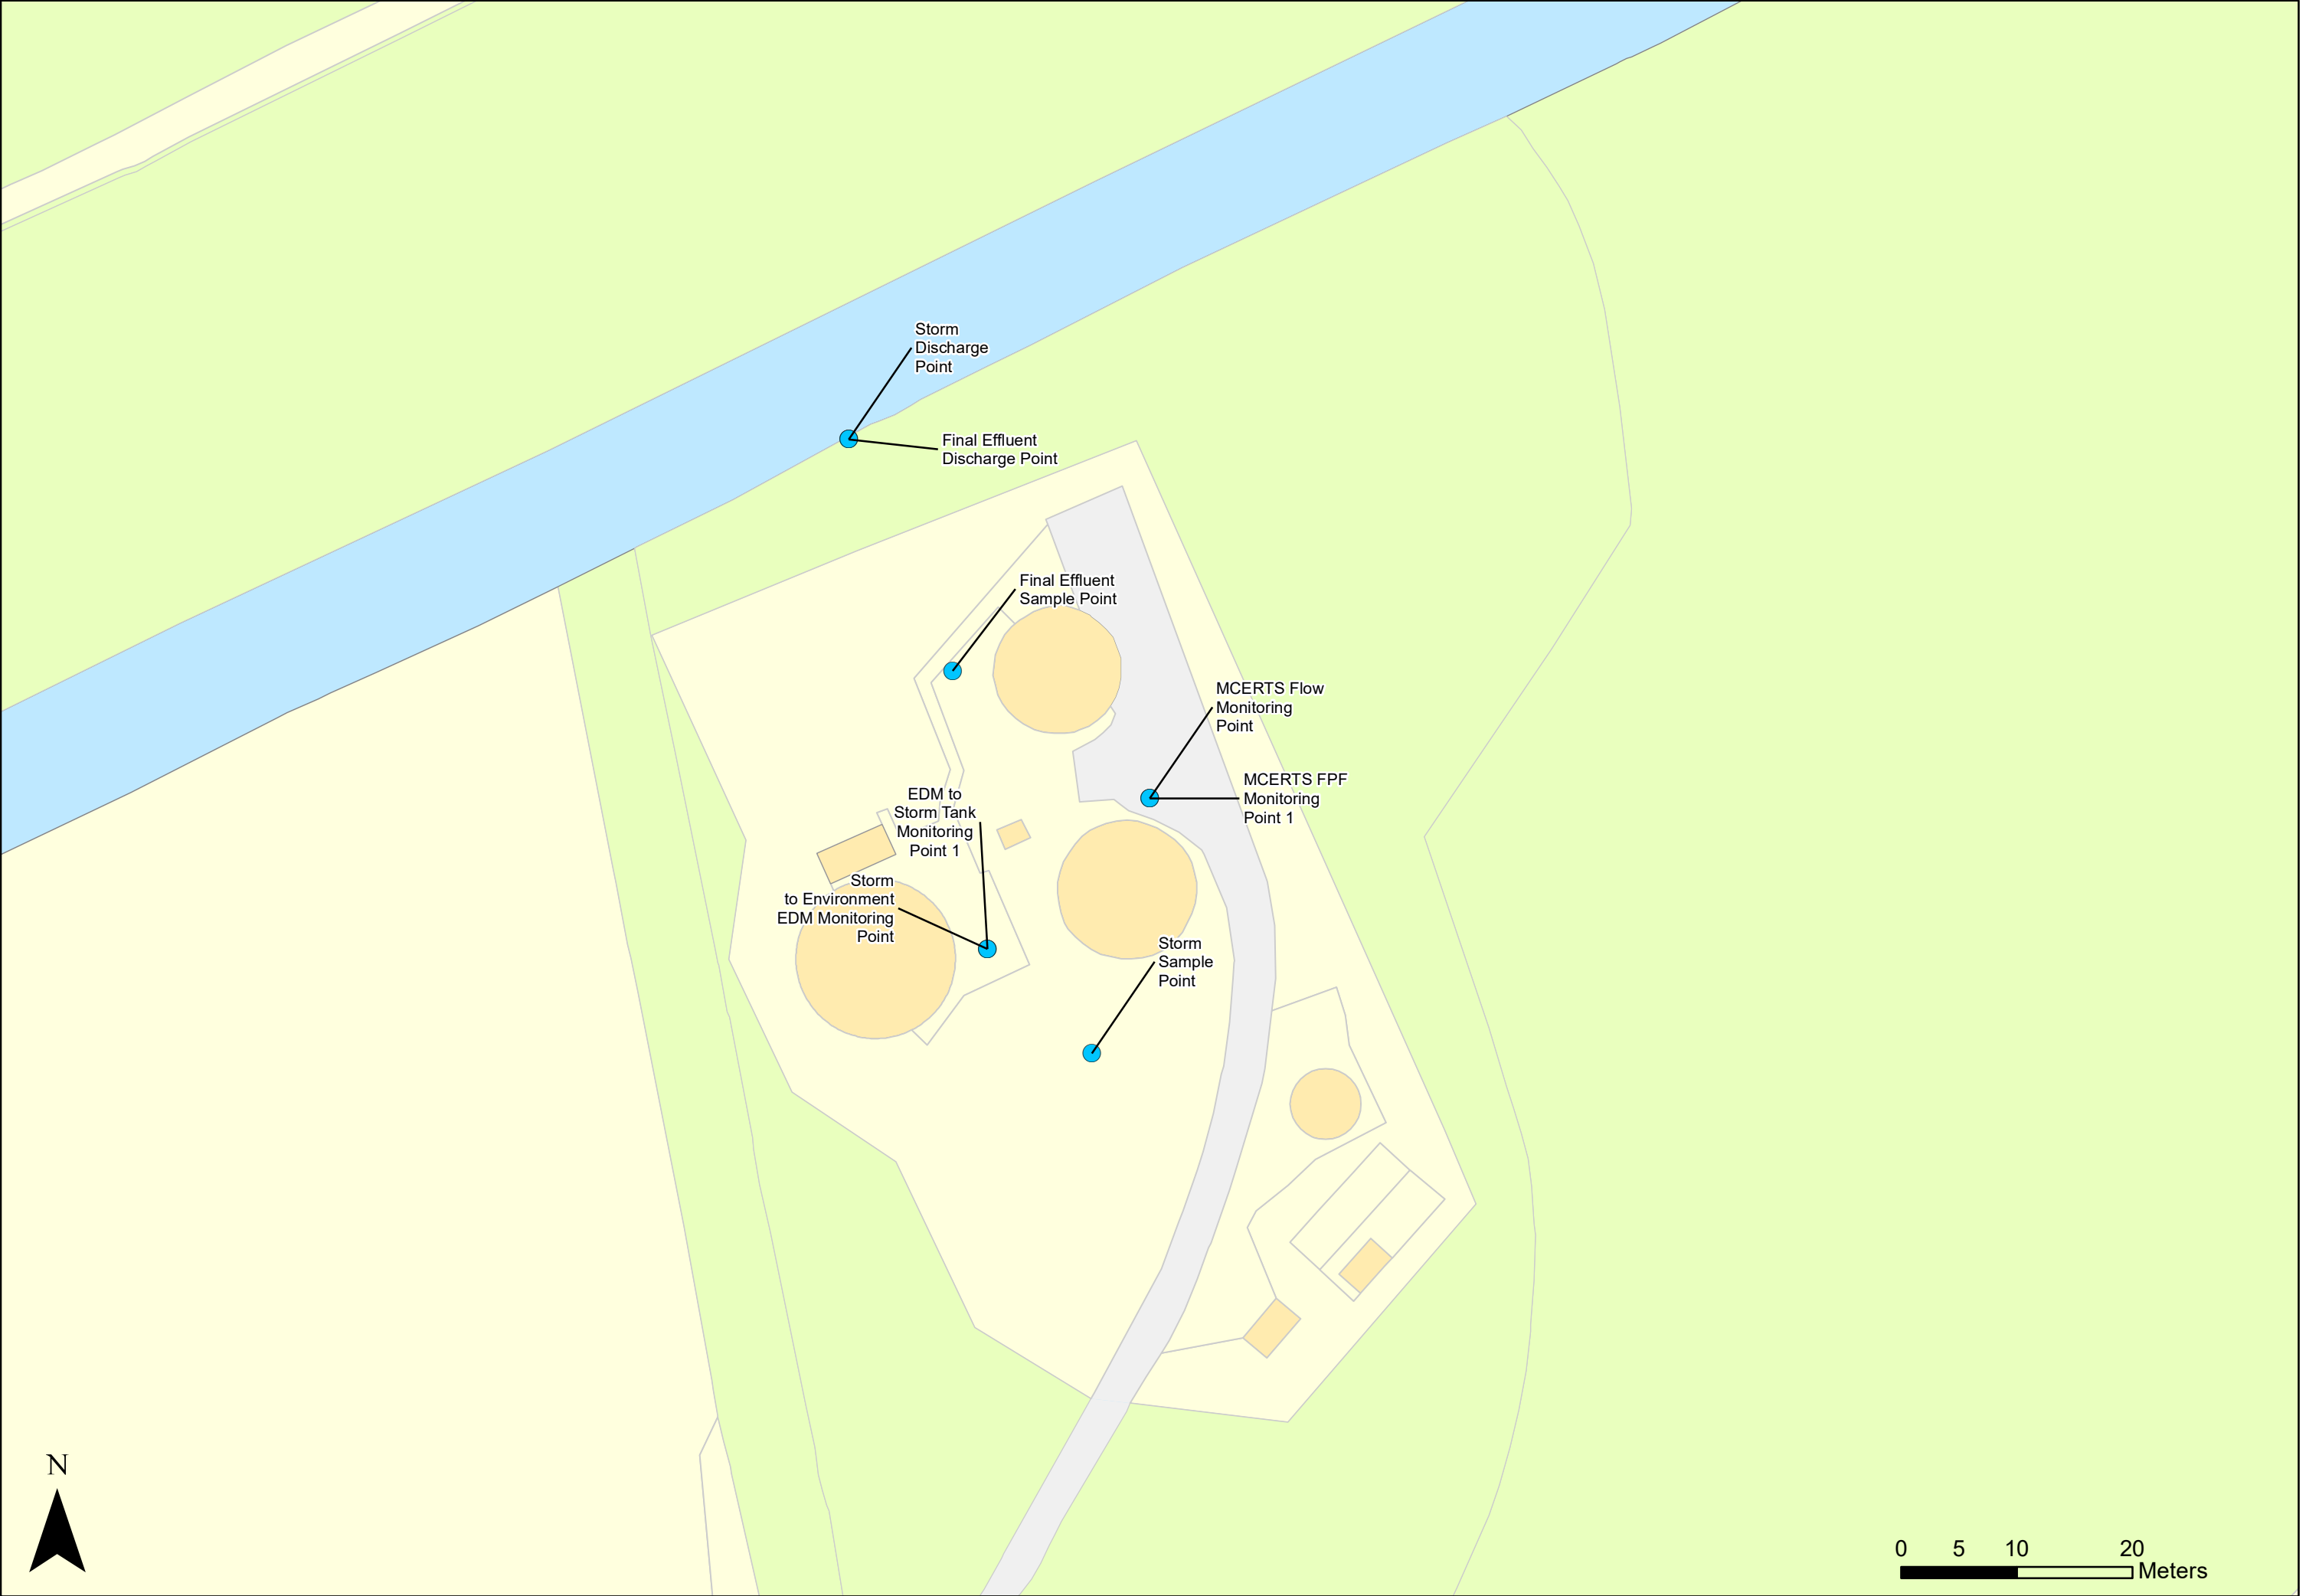 Storm
Discharge
Point
Final Effluent
Discharge Point
Final Effluent
Sample Point
MCERTS Flow
Monitoring
Point
MCERTS FPF
Monitoring
Point 1
EDM to
Storm Tank
Monitoring
Point 1
Storm
to Environment
EDM Monitoring
Point
Storm
Sample
Point
N
0 5 10 20
Meters